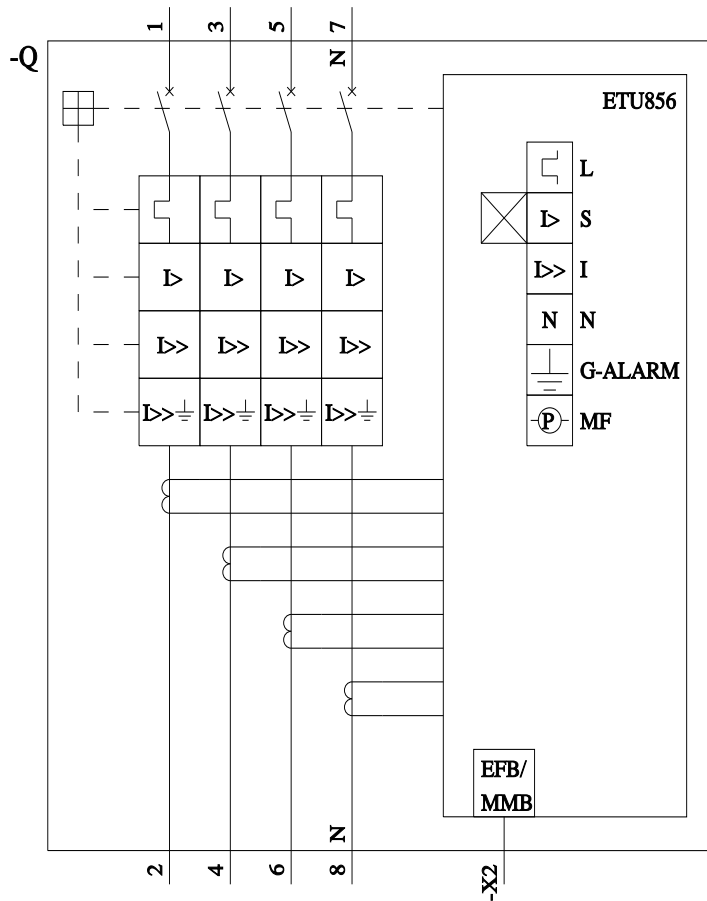 1 3 5 7
N
-Q
ETU856
L
I> S
I>> I
N N
G-ALARM
P MF
I> I> I> I>
I>> I>> I>> I>>
I>> I>> I>> I>>
EFB/
MMB
N
2 4 6 8
-X2